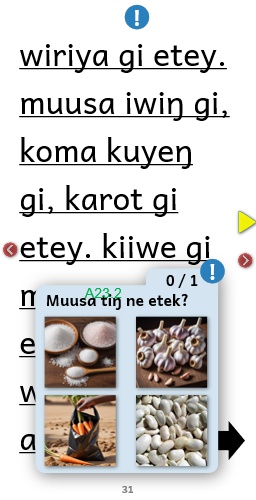 wiriya gi etey.
muusa iwiŋ gi,
koma kuyeŋ
gi, karot gi
etey. kiiwe gi
0 / 1
A23.2
Muusa tiŋ ne etek?
31